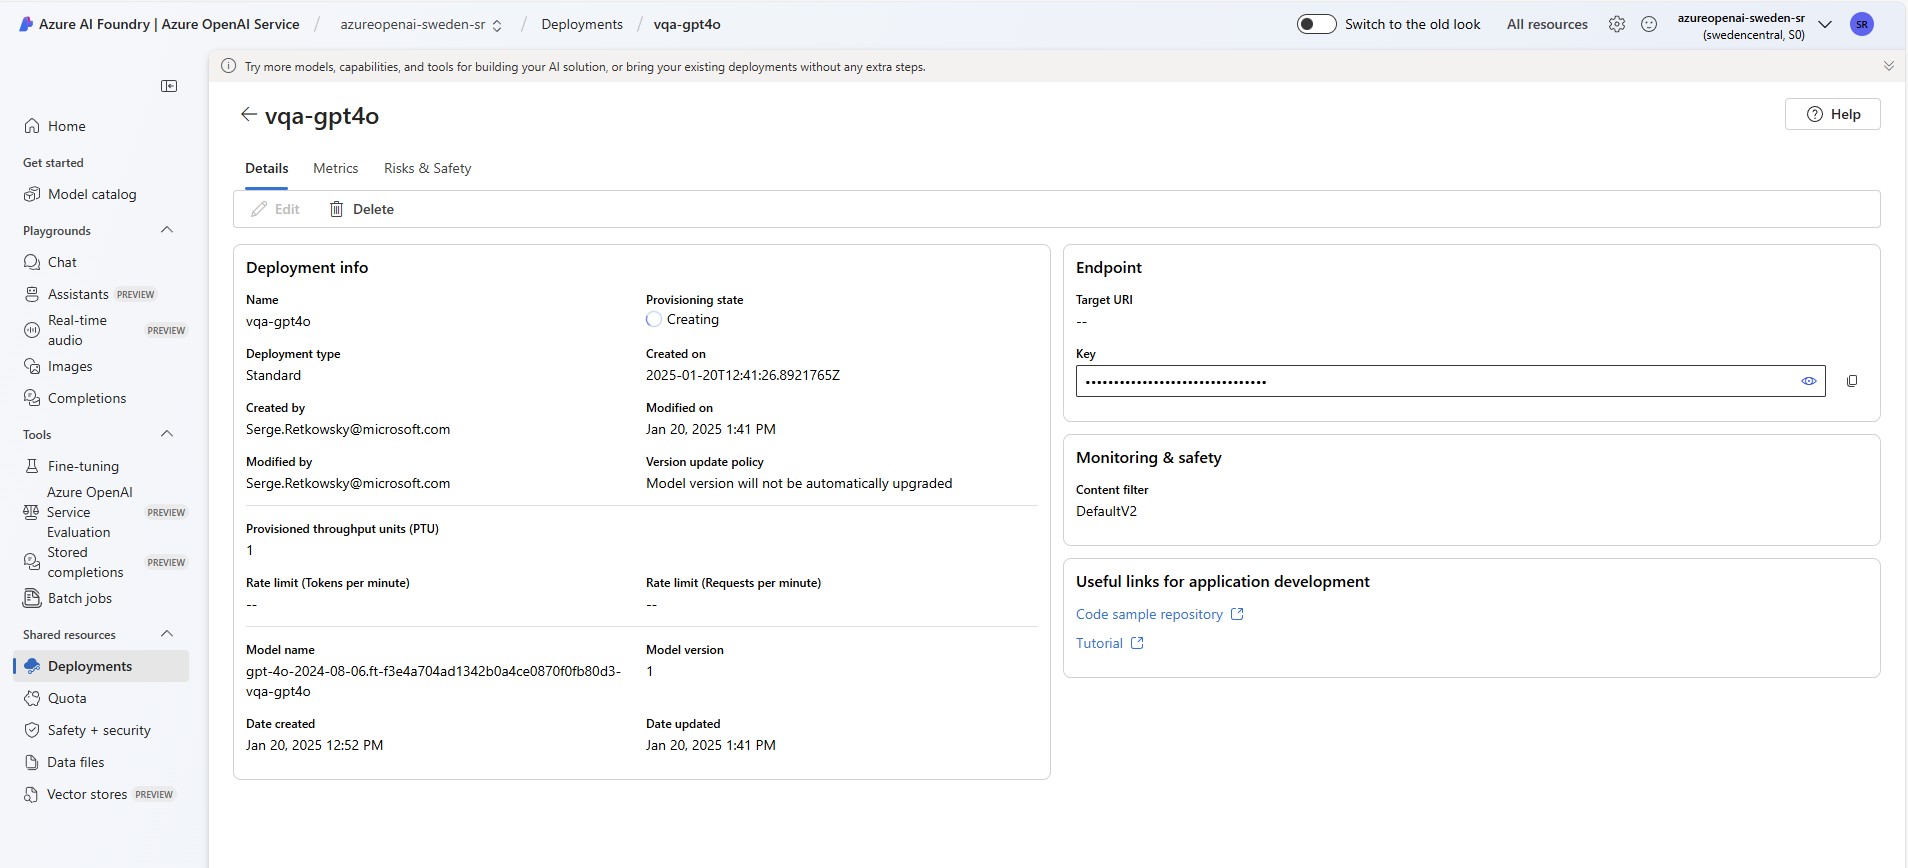 Azure AI Foundry | Azure OpenAI Service / azureopenai-sweden-sr / Deployments / vqa-gpt4o
Switch to the old look
All resources
azureopenai-sweden-sr
(swedencentral, S0)
SR
Try more models, capabilities, and tools for building your AI solution, or bring your existing deployments without any extra steps.
Home
Get started
Model catalog
Playgrounds
Chat
Assistants PREVIEW
Real-time
audio
PREVIEW
Images
Completions
Tools
Fine-tuning
Azure OpenAI
Service
Evaluation
PREVIEW
Stored
completions
PREVIEW
Batch jobs
Shared resources
Deployments
Quota
Safety + security
Data files
Vector stores PREVIEW
vqa-gpt4o
Help
Details
Metrics
Risks & Safety
Edit
Delete
Deployment info
Name
vqa-gpt4o
Provisioning state
Creating
Deployment type
Standard
Created on
2025-01-20T12:41:26.8921765Z
Created by
Serge.Retkowsky@microsoft.com
Modified on
Jan 20, 2025 1:41 PM
Modified by
Serge.Retkowsky@microsoft.com
Version update policy
Model version will not be automatically upgraded
Provisioned throughput units (PTU)
1
Rate limit (Tokens per minute)
--
Rate limit (Requests per minute)
--
Model name
gpt-4o-2024-08-06.ft-f3e4a704ad1342b0a4ce0870f0fb80d3-
vqa-gpt4o
Model version
1
Date created
Jan 20, 2025 12:52 PM
Date updated
Jan 20, 2025 1:41 PM
Endpoint
Target URI
--
Key
••••••••••••••••••••••••••••••••
Monitoring & safety
Content filter
DefaultV2
Useful links for application development
Code sample repository
Tutorial